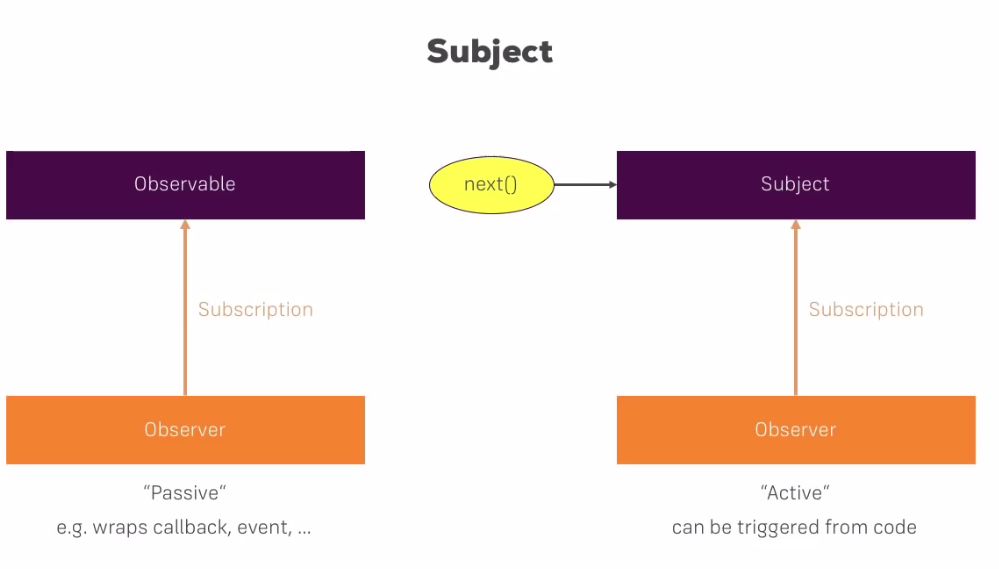 Subject
Observable
next()
Subject
Subscription
Subscription
Observer
Observer
“Passive“
“Active“
e.g. wraps callback, event, ...
can be triggered from code